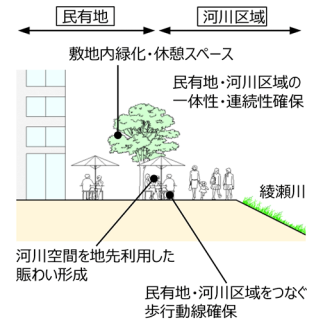 民有地
河川区域
敷地内緑化・休憩スペース
民有地・河川区域の
一体性・連続性確保
綾瀬川
河川空間を地先利用した
賑わい形成
民有地・河川区域をつなぐ
歩行動線確保